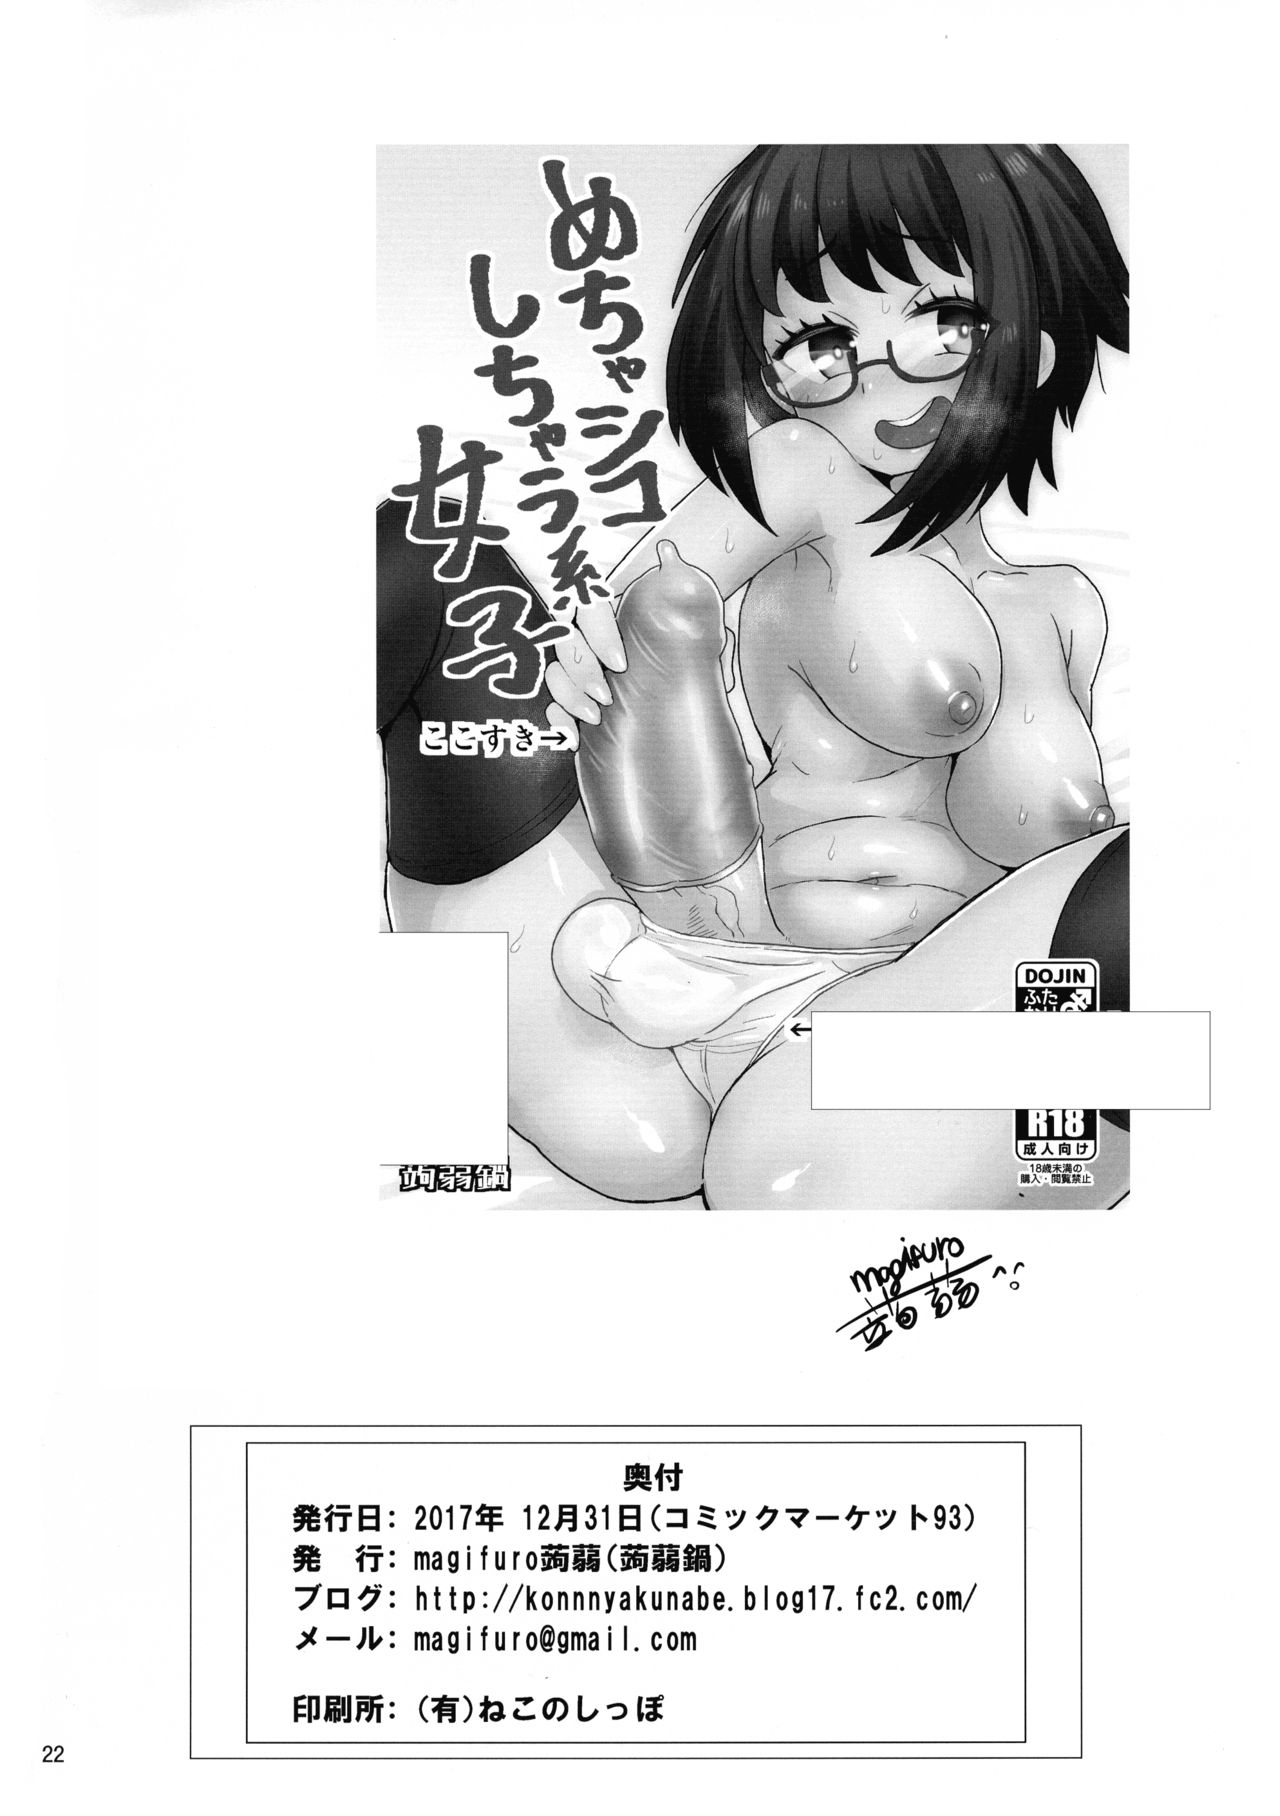 めちゃシコ
しちゃう系
女子
ここすき→
←
DOJIN
ふた
R18
成人向け
18歳未満の
購入・閲覧禁止
蒟蒻鍋
magifuro
蒟蒻
奥付
発行日: 2017年 12月31日(コミックマーケット93)
発　行: magifuro蒟蒻(蒟蒻鍋)
ブログ: http://konnnyakunabe.blog17.fc2.com/
メール: magifuro@gmail.com
印刷所: (有)ねこのしっぽ
22